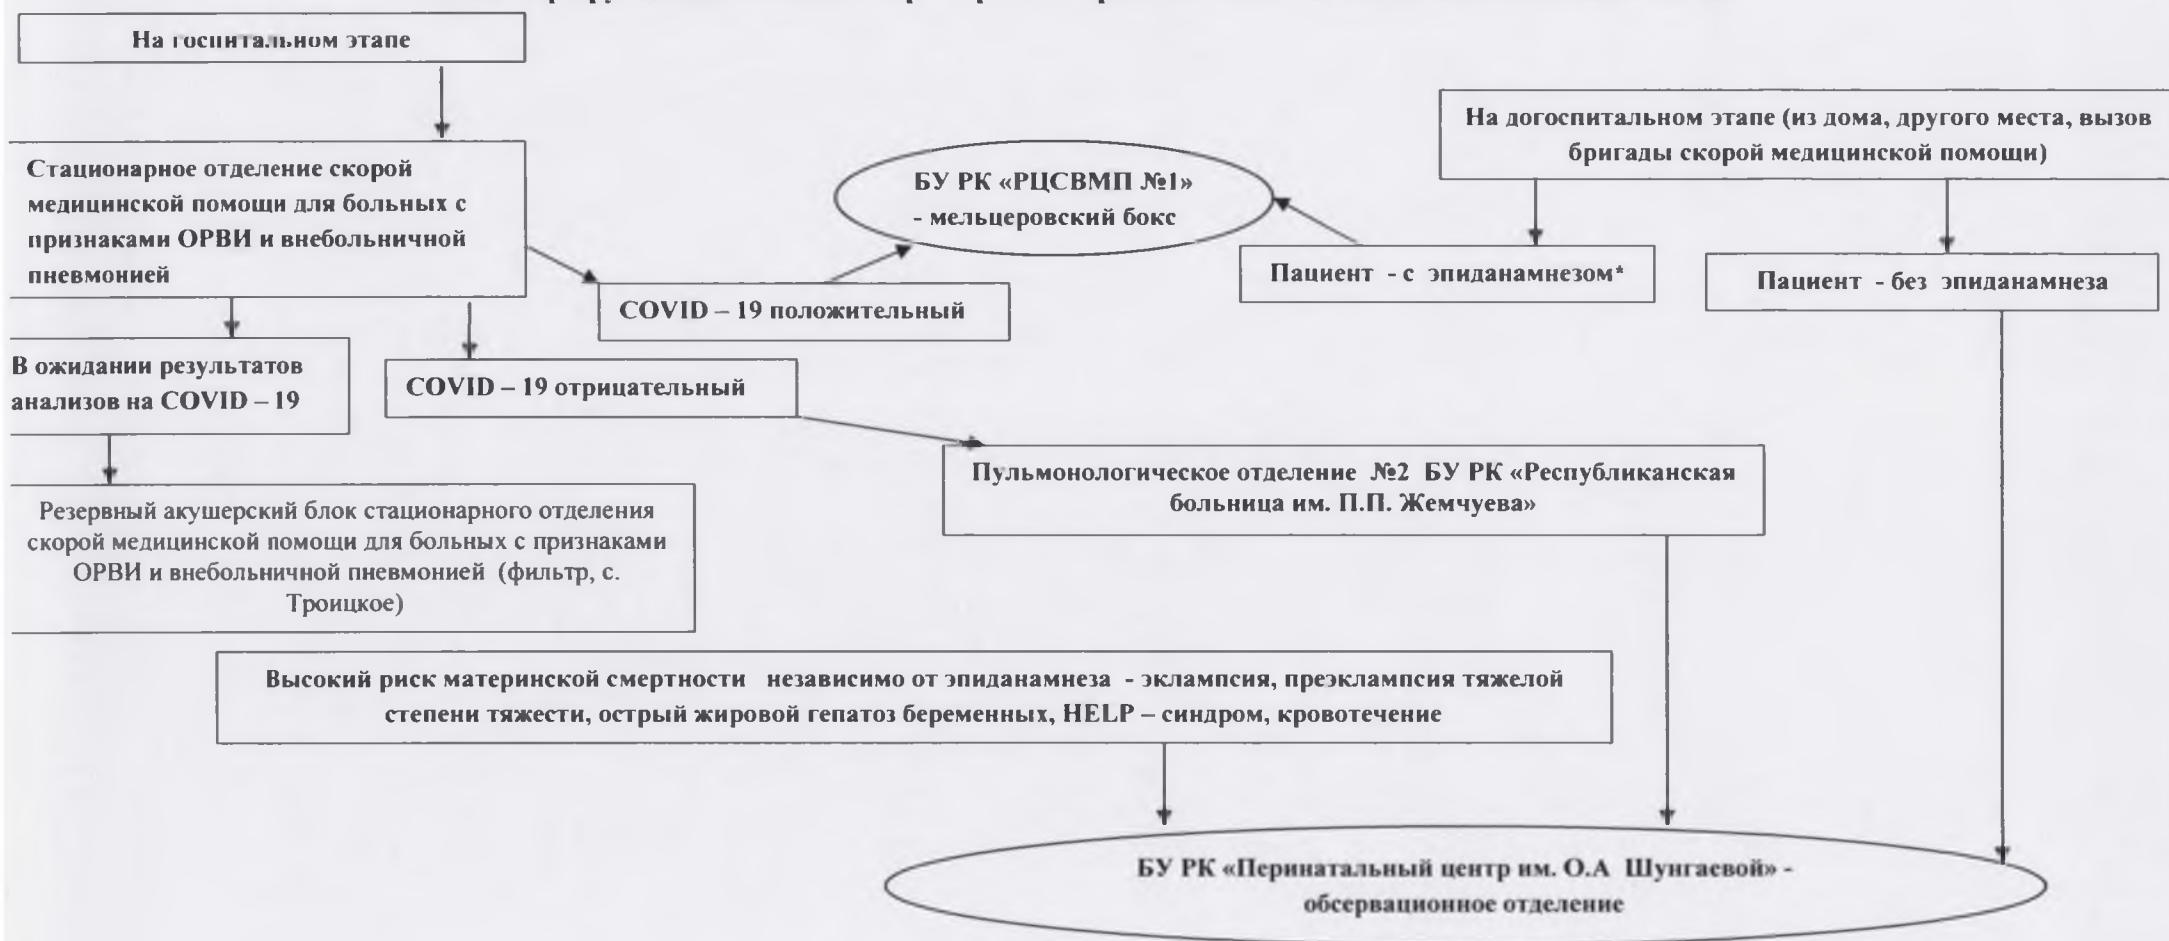 На госпитальном этапе
На догоспитальном этапе (из дома, другого места, вызов
бригады скорой медицинской помощи)
Стационарное отделение скорой
медицинской помощи для больных с
признаками ОРВИ и внебольничной
пневмонией
БУ РК «РЦСВМП №1»
- мельцеровский бокс
Пациент - с эпиданамнезом*
Пациент - без эпиданамнеза
COVID – 19 положительный
В ожидании результатов
анализов на COVID – 19
COVID – 19 отрицательный
Пульмонологическое отделение №2 БУ РК «Республиканская
больница им. П.П. Жемчуева»
Резервный акушерский блок стационарного отделения
скорой медицинской помощи для больных с признаками
ОРВИ и внебольничной пневмонией (фильтр, с.
Троицкое)
Высокий риск материнской смертности независимо от эпиданамнеза - эклампсия, преэклампсия тяжелой
степени тяжести, острый жировой гепатоз беременных, HELP – синдром, кровотечение
БУ РК «Перинатальный центр им. О.А Шунгаевой» -
обсервационное отделение